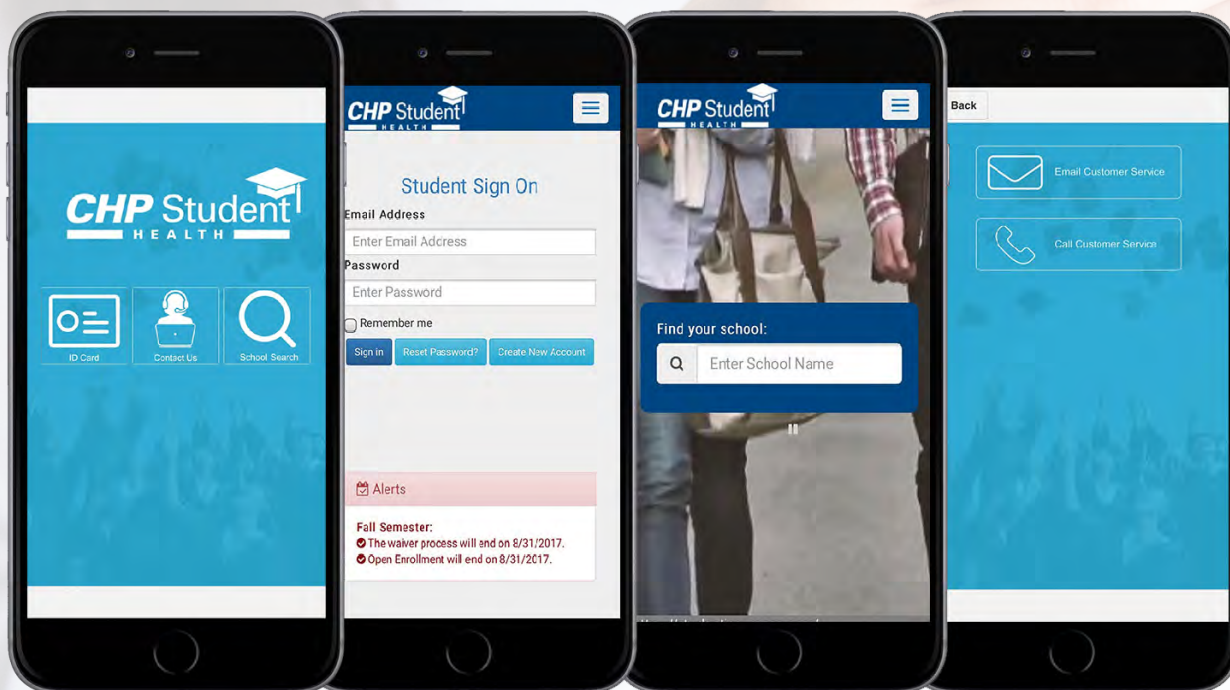 CHP Student
HEALTH
ID Card
Contact Us
School Search
CHP Student
HEALTH
Student Sign On
Email Address
Enter Email Address
Password
Enter Password
Remember me
Sign in
Reset Password?
Create New Account
Alerts
Fall Semester:
The waiver process will end on 8/31/2017.
Open Enrollment will end on 8/31/2017.
CHP Student
HEALTH
Find your school:
Enter School Name
Back
Email Customer Service
Call Customer Service